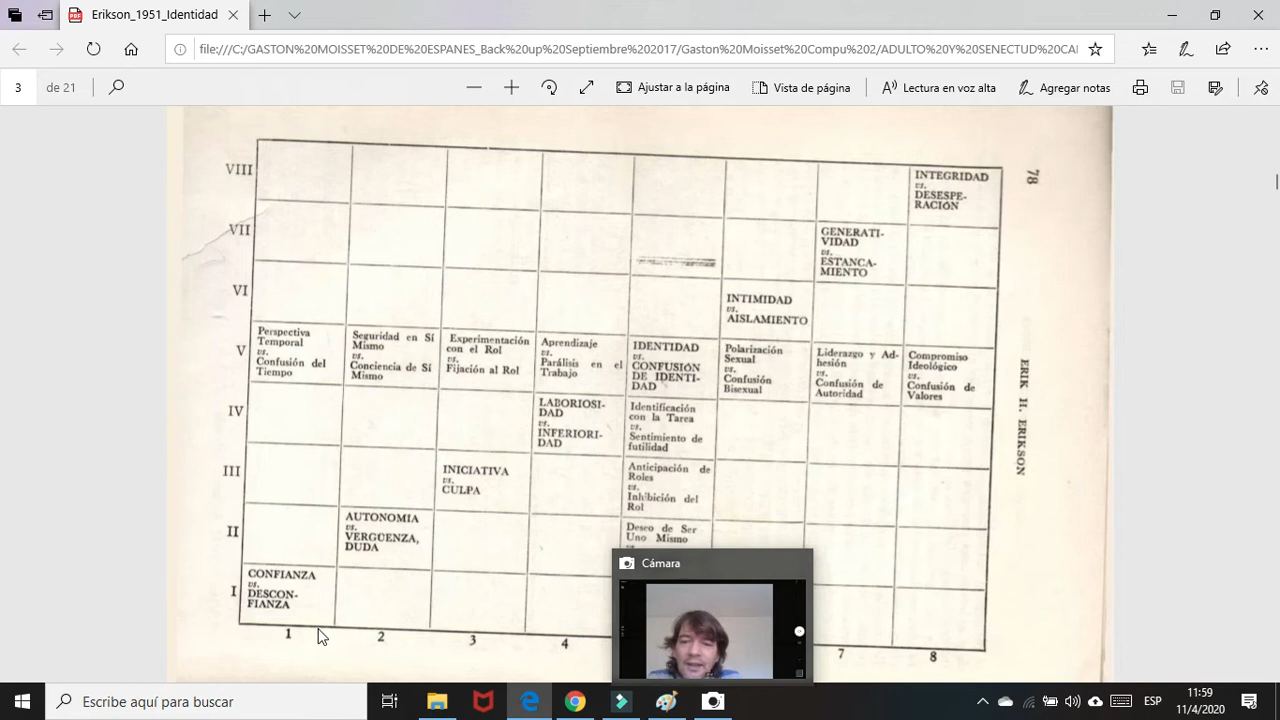 Erikson_1951_Identidad
file:///C:/GASTON%20MOISSET%20DE%20ESPANES_Back%20up%20Septiembre%202017/Gaston%20Moisset%20Compu%202/ADULTO%20Y%20SENECTUD%20CA
3
de 21
Ajustar a la página
Vista de página
Lectura en voz alta
Agregar notas
78
ERIK H. ERIKSON
VIII
INTEGRIDAD
vs.
DESESPE-
RACIÓN
VII
GENERATI-
VIDAD
vs.
ESTANCA-
MIENTO
VI
INTIMIDAD
vs.
AISLAMIENTO
V
Perspectiva
Temporal
vs.
Confusión del
Tiempo
Seguridad en Sí
Mismo
vs.
Conciencia de Sí
Mismo
Experimentación
con el Rol
vs.
Fijación al Rol
Aprendizaje
vs.
Parálisis en el
Trabajo
IDENTIDAD
vs.
CONFUSIÓN
DE IDENTI-
DAD
Polarización
Sexual
vs.
Confusión
Bisexual
Liderazgo y Ad-
hesión
vs.
Confusión de
Autoridad
Compromiso
Ideológico
vs.
Confusión de
Valores
IV
LABORIOSI-
DAD
vs.
INFERIORI-
DAD
Identificación
con la Tarea
vs.
Sentimiento de
futilidad
III
INICIATIVA
vs.
CULPA
Anticipación de
Roles
vs.
Inhibición del
Rol
II
AUTONOMIA
vs.
VERGÜENZA,
DUDA
Deseo de Ser
Uno Mismo
I
CONFIANZA
vs.
DESCON-
FIANZA
1
2
3
4
7
8
Cámara
Escribe aquí para buscar
ESP
11:59
11/4/2020